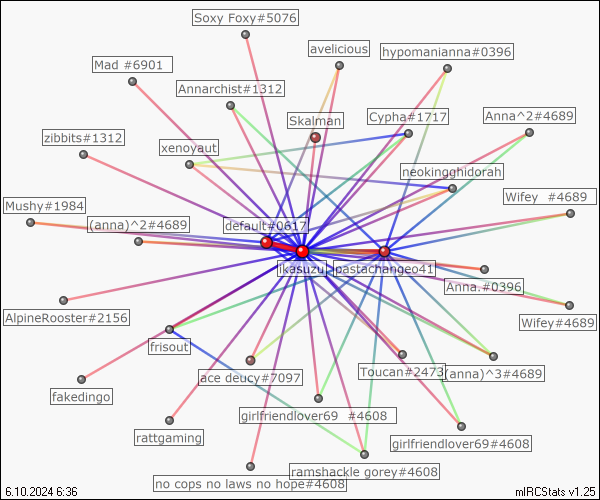 Soxy Foxy#5076
avelicious
hypomanianna#0396
Mad #6901
Annarchist#1312
Skalman
Cypha#1717
Anna^2#4689
zibbits#1312
xenoyaut
neokingghidorah
Wifey #4689
Mushy#1984
(anna)^2#4689
default#0617
ikasuzu
pastachangeo41
Anna.#0396
AlpineRooster#2156
Wifey#4689
frisout
ace deucy#7097
Toucan#2473
(anna)^3#4689
fakedingo
girlfriendlover69 #4608
rattgaming
girlfriendlover69#4608
no cops no laws no hope#4608
ramshackle gorey#4608
6.10.2024 6:36
mIRCStats v1.25